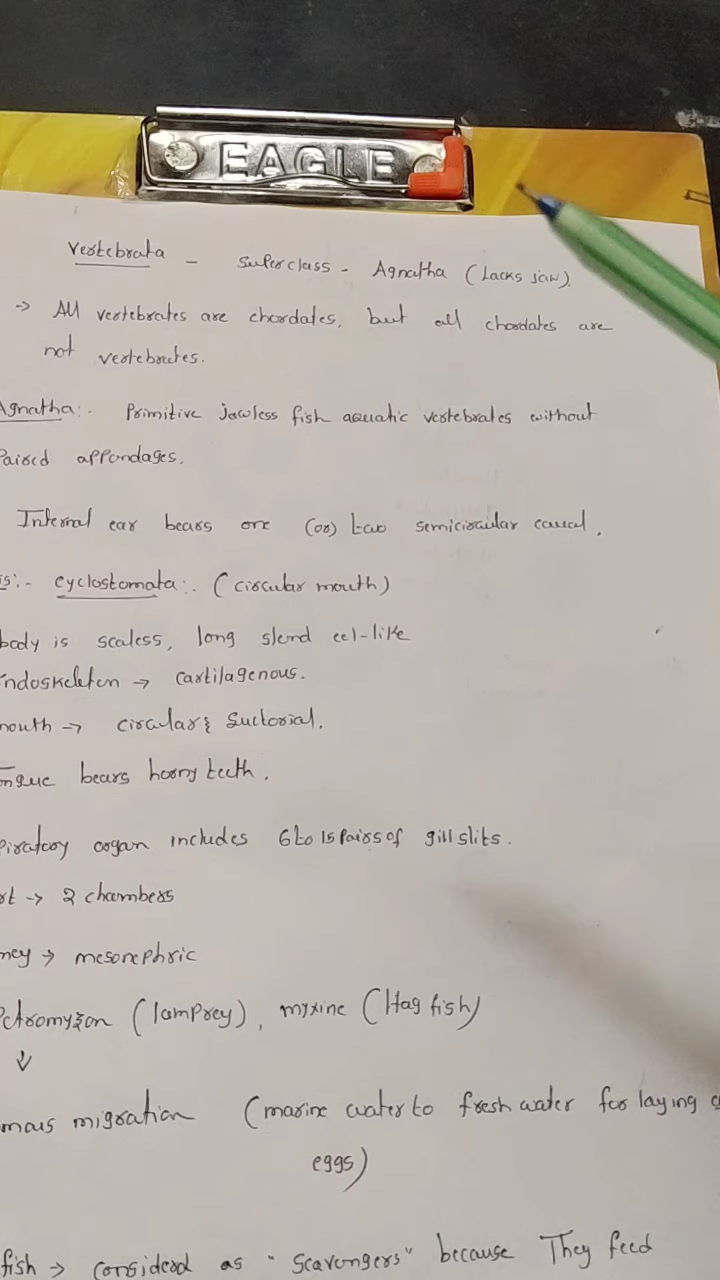 EAGLE
Vertebrata - Superclass - Agnatha (Lacks jaw).
→ All vertebrates are chordates, but all chordates are
not vertebrates.
Agnatha:- Primitive jawless fish aquatic vertebrates without
Paired appendages.
Internal ear bears one (or) two semicircular canal.
is:- cyclostomata:- (circular mouth)
body is scaless, long slend eel-like
ndoskeleton → cartilagenous.
mouth → circular & suctorial.
ongue bears horny teeth.
piratory organ includes 6 to 15 pairs of gill slits.
rt → 2 chambers
ney → mesonephric
Petromyzon (lamprey), myxine (Hag fish)
↓
mous migration (marine water to fresh water for laying
eggs)
fish → considerd as "scavengers" because They feed